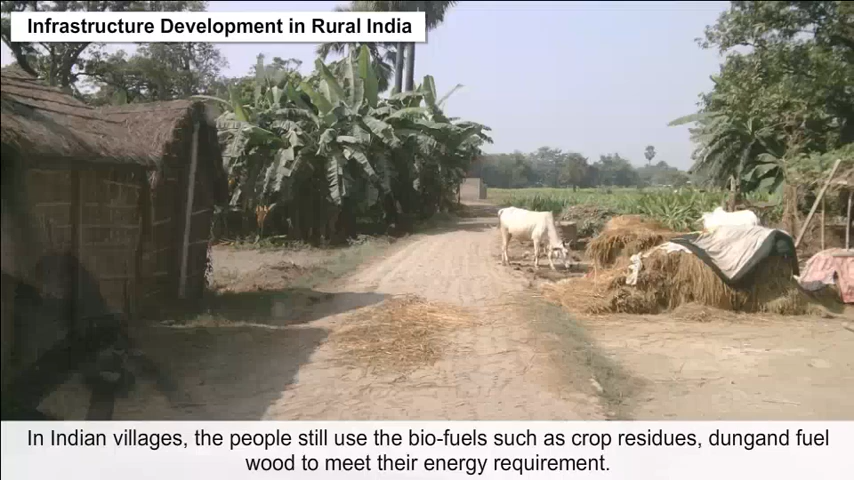 Infrastructure Development in Rural India
In Indian villages, the people still use the bio-fuels such as crop residues, dungand fuel
wood to meet their energy requirement.